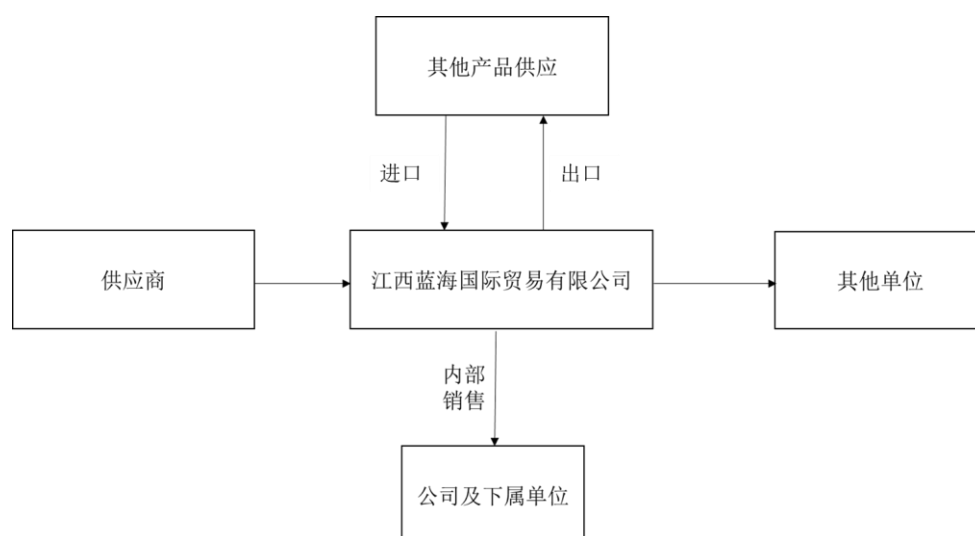 其他产品供应
进口
出口
供应商
江西蓝海国际贸易有限公司
其他单位
内部
销售
公司及下属单位